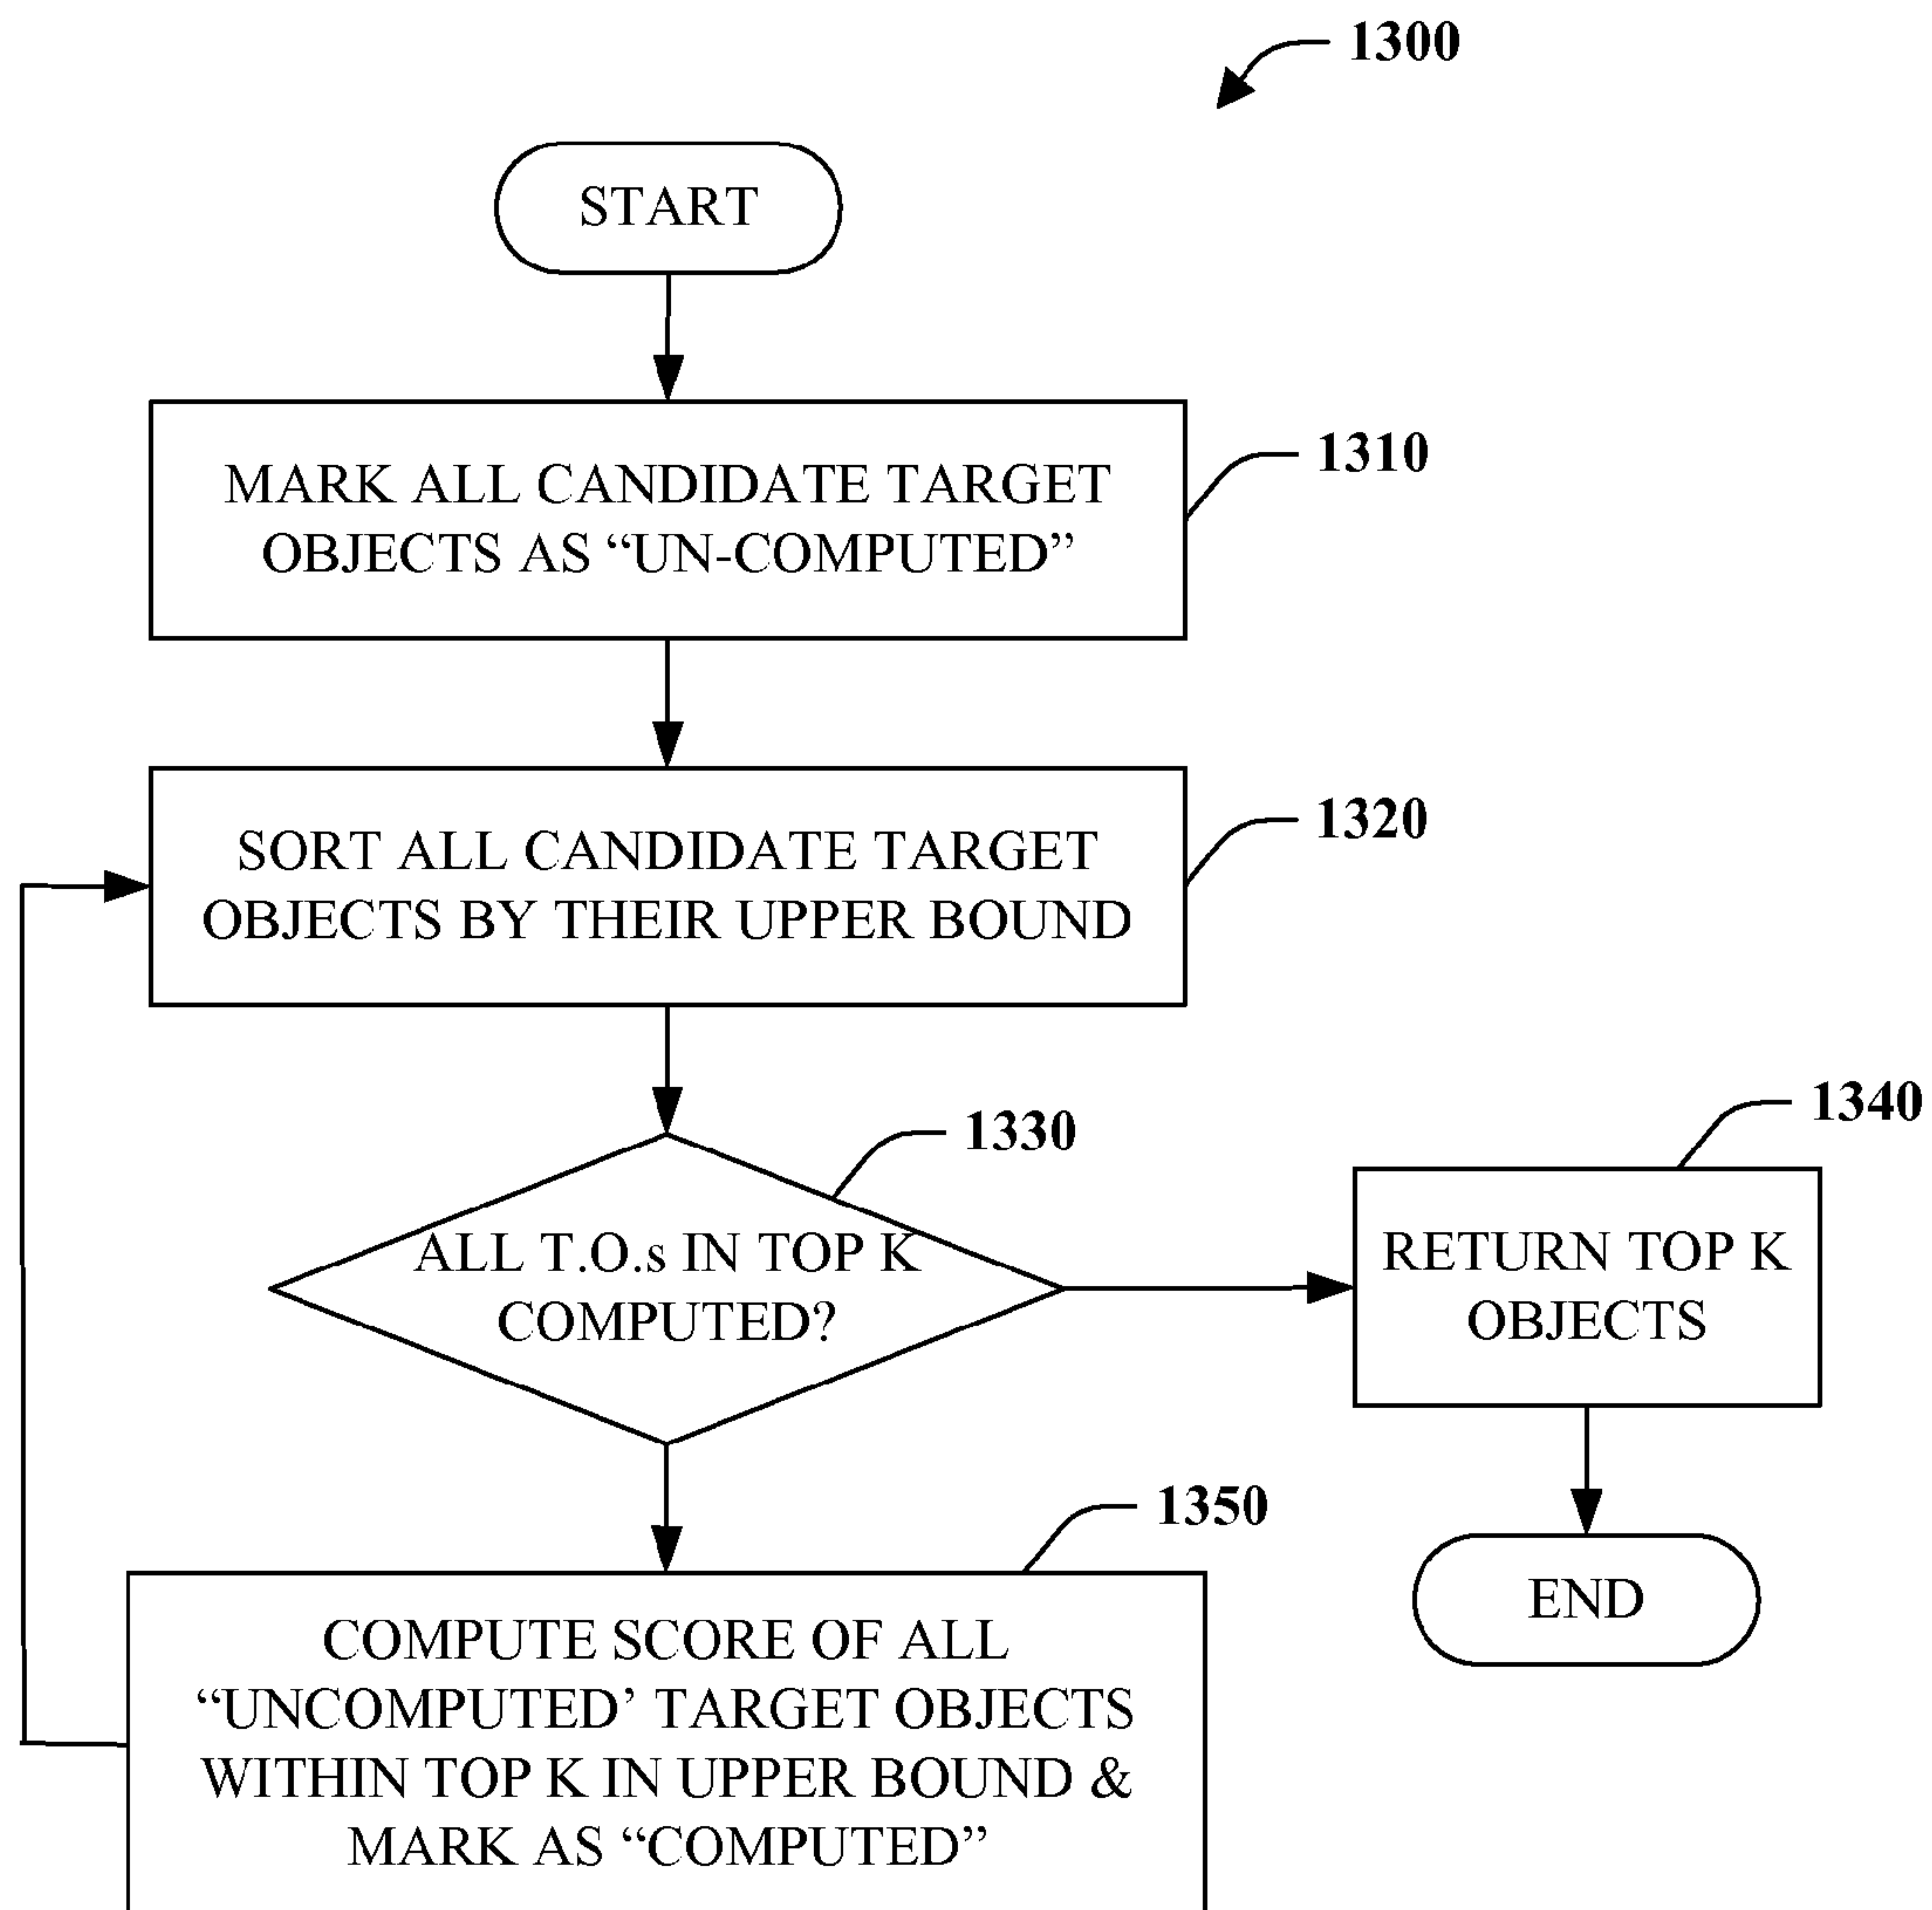 1300
START
MARK ALL CANDIDATE TARGET
OBJECTS AS “UN-COMPUTED”
1310
SORT ALL CANDIDATE TARGET
OBJECTS BY THEIR UPPER BOUND
1320
ALL T.O.s IN TOP K
COMPUTED?
1330
RETURN TOP K
OBJECTS
1340
END
COMPUTE SCORE OF ALL
“UNCOMPUTED’ TARGET OBJECTS
WITHIN TOP K IN UPPER BOUND &
MARK AS “COMPUTED”
1350